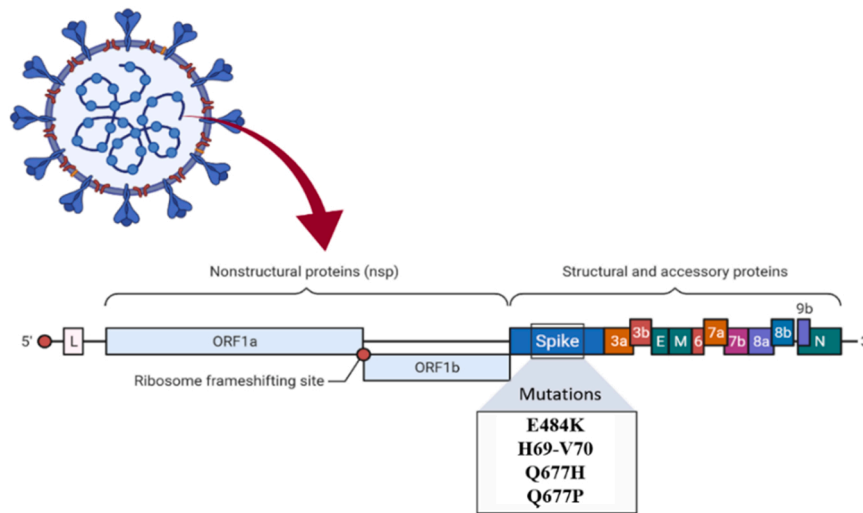 Nonstructural proteins (nsp)
Structural and accessory proteins
9b
3b 7a 8b
5' L ORF1a Spike 3a E M 6 7b 8a N 3
Ribosome frameshifting site
ORF1b
Mutations
E484K
H69-V70
Q677H
Q677P